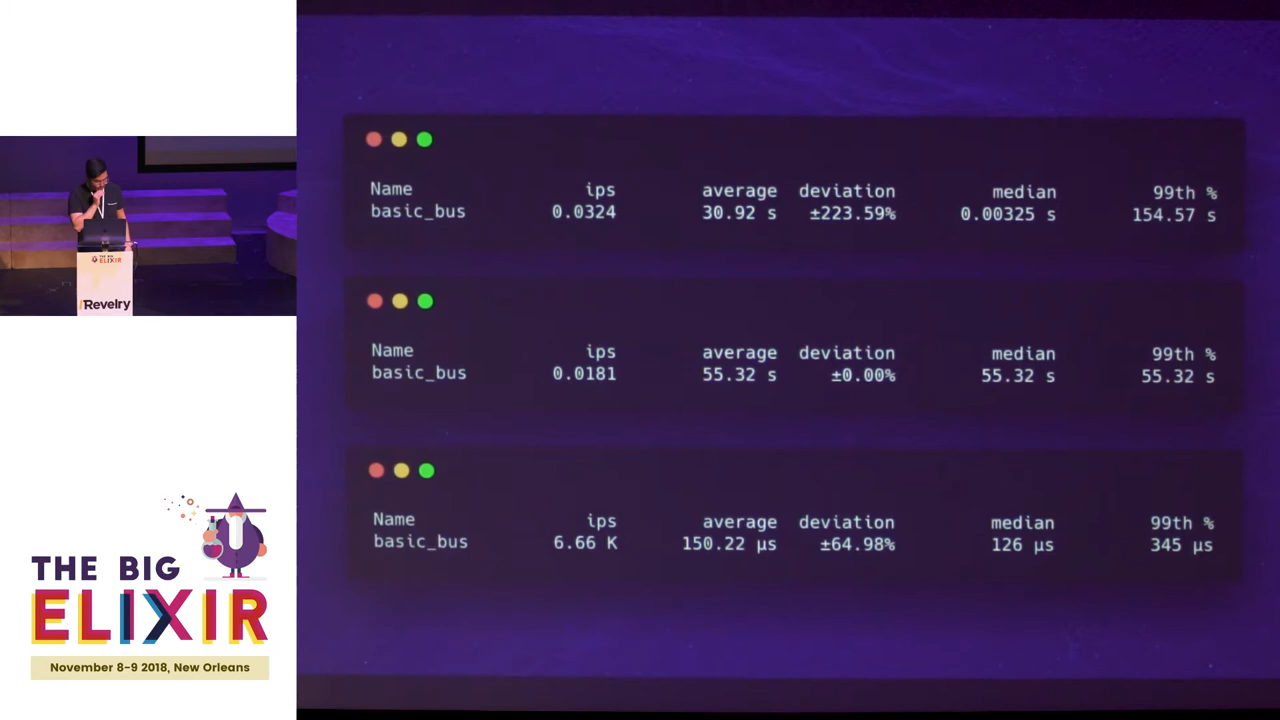 Name ips average deviation median 99th %
basic_bus 0.0324 30.92 s ±223.59% 0.00325 s 154.57 s
Name ips average deviation median 99th %
basic_bus 0.0181 55.32 s ±0.00% 55.32 s 55.32 s
Name ips average deviation median 99th %
basic_bus 6.66 K 150.22 µs ±64.98% 126 µs 345 µs
THE BIG
ELIXIR
Revelry
THE BIG
ELIXIR
November 8-9 2018, New Orleans